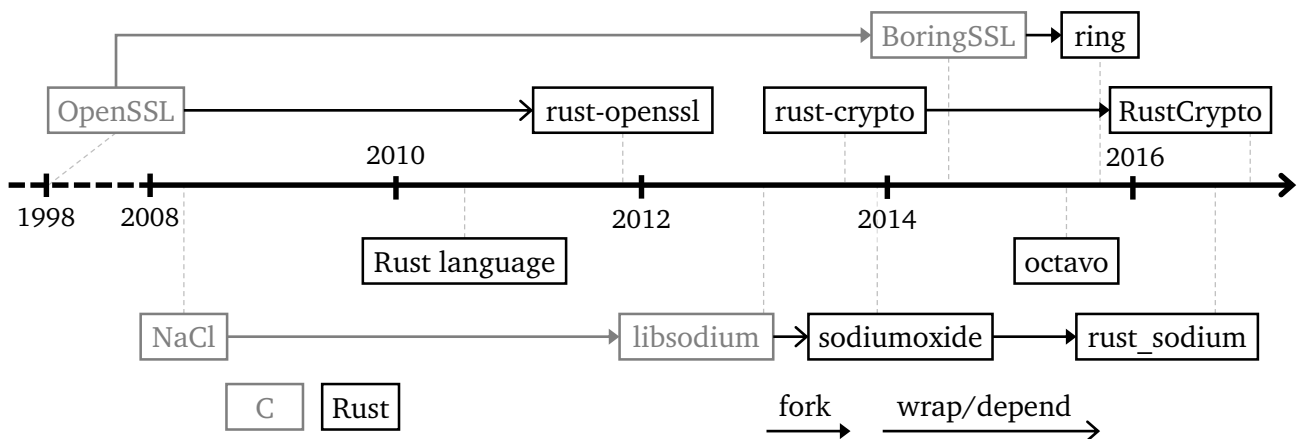 BoringSSL ring
OpenSSL rust-openssl rust-crypto RustCrypto
2010 2016
1998 2008 2012 2014
Rust language octavo
NaCl libsodium sodiumoxide rust_sodium
C Rust fork wrap/depend